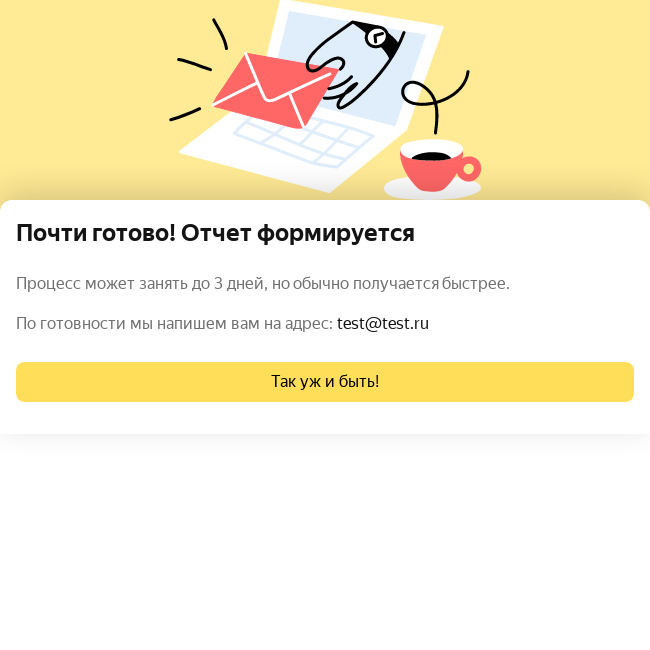 Почти готово! Отчет формируется
Процесс может занять до 3 дней, но обычно получается быстрее.
По готовности мы напишем вам на адрес: test@test.ru
Так уж и быть!